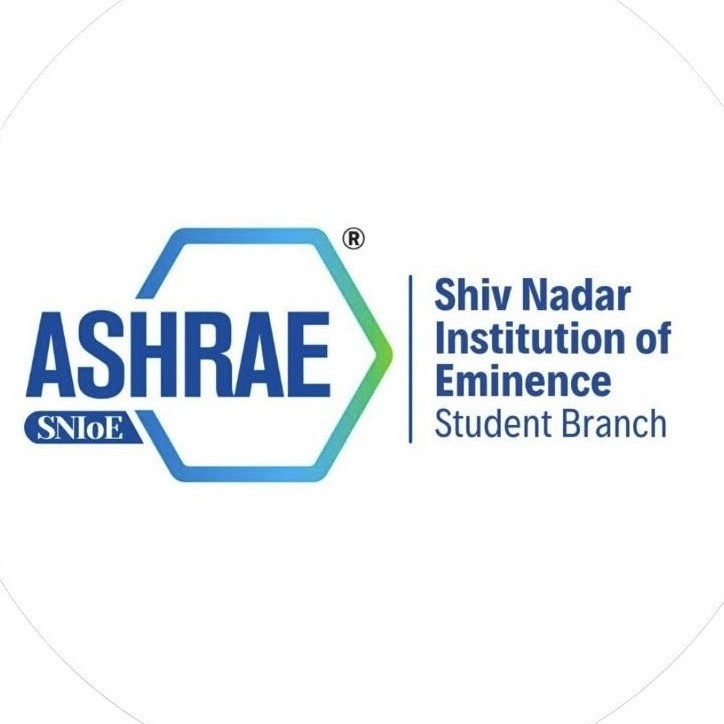 ASHRAE
SNIoE
®
Shiv Nadar
Institution of
Eminence
Student Branch